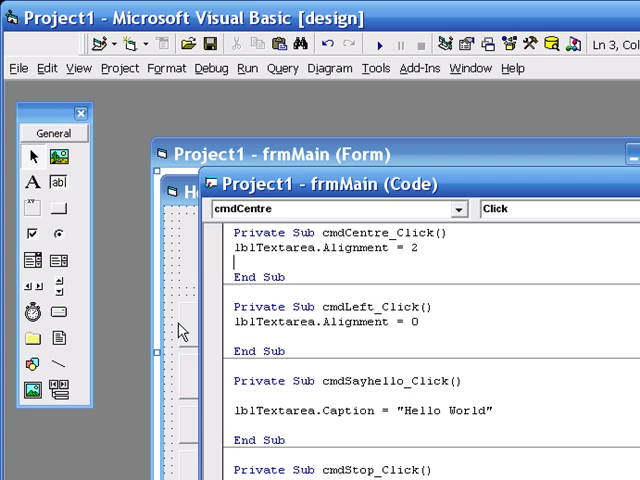 Project1 - Microsoft Visual Basic [design]
Ln 3, Col
File Edit View Project Format Debug Run Query Diagram Tools Add-Ins Window Help
General
Project1 - frmMain (Form)
Project1 - frmMain (Code)
cmdCentre Click
Private Sub cmdCentre_Click()
lblTextarea.Alignment = 2
End Sub
Private Sub cmdLeft_Click()
lblTextarea.Alignment = 0
End Sub
Private Sub cmdSayhello_Click()
lblTextarea.Caption = "Hello World"
End Sub
Private Sub cmdStop_Click()